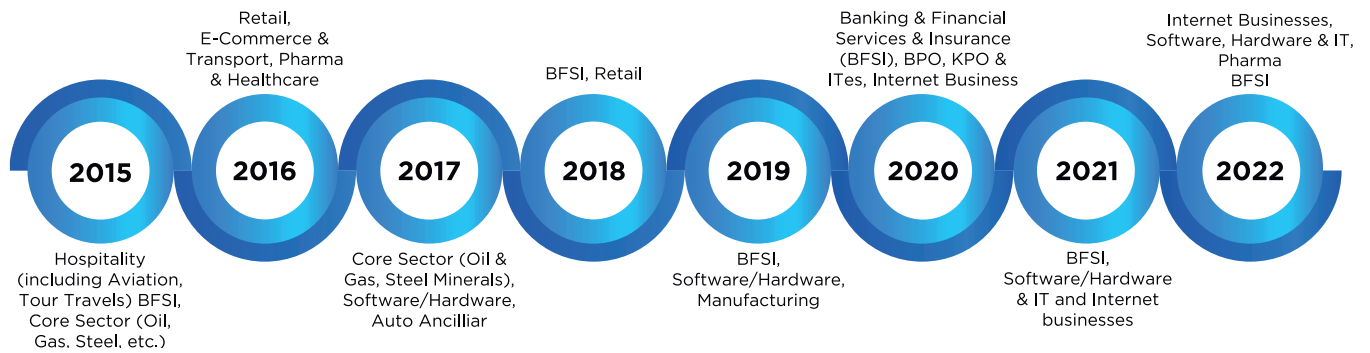 2015
Hospitality
(including Aviation,
Tour Travels) BFSI,
Core Sector (Oil,
Gas, Steel, etc.)
Retail,
E-Commerce &
Transport, Pharma
& Healthcare
2016
2017
Core Sector (Oil &
Gas, Steel Minerals),
Software/Hardware,
Auto Ancilliar
BFSI, Retail
2018
2019
BFSI,
Software/Hardware,
Manufacturing
Banking & Financial
Services & Insurance
(BFSI), BPO, KPO &
ITes, Internet Business
2020
2021
BFSI,
Software/Hardware
& IT and Internet
businesses
Internet Businesses,
Software, Hardware & IT,
Pharma
BFSI
2022